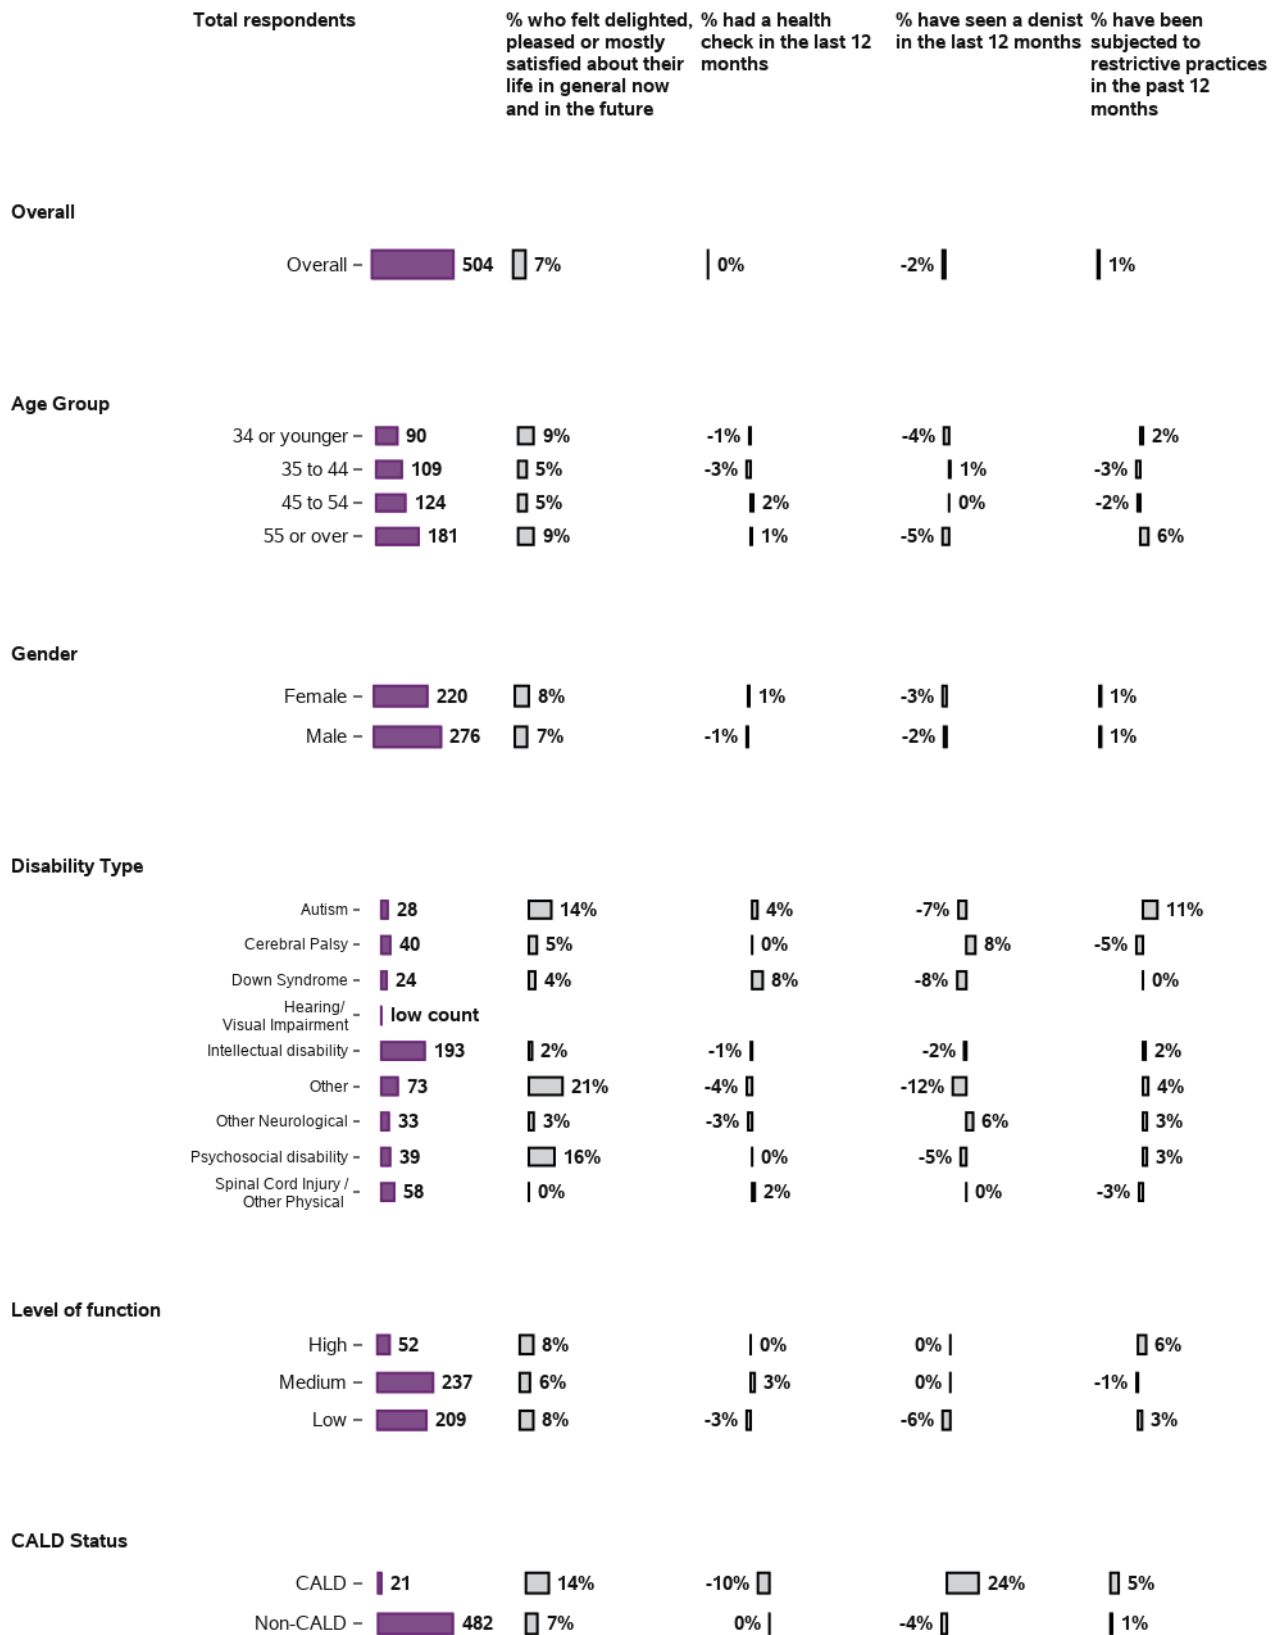 Total respondents
% who felt delighted,
pleased or mostly
satisfied about their
life in general now
and in the future
% had a health
check in the last 12
months
% have seen a denist
in the last 12 months
% have been
subjected to
restrictive practices
in the past 12
months
Overall
Overall 504 7% 0% -2% 1%
Age Group
34 or younger 90 9% -1% -4% 2%
35 to 44 109 5% -3% 1% -3%
45 to 54 124 5% 2% 0% -2%
55 or over 181 9% 1% -5% 6%
Gender
Female 220 8% 1% -3% 1%
Male 276 7% -1% -2% 1%
Disability Type
Autism 28 14% 4% -7% 11%
Cerebral Palsy 40 5% 0% 8% -5%
Down Syndrome 24 4% 8% -8% 0%
Hearing/
Visual Impairment low count
Intellectual disability 193 2% -1% -2% 2%
Other 73 21% -4% -12% 4%
Other Neurological 33 3% -3% 6% 3%
Psychosocial disability 39 16% 0% -5% 3%
Spinal Cord Injury /
Other Physical 58 0% 2% 0% -3%
Level of function
High 52 8% 0% 0% 6%
Medium 237 6% 3% 0% -1%
Low 209 8% -3% -6% 3%
CALD Status
CALD 21 14% -10% 24% 5%
Non-CALD 482 7% 0% -4% 1%